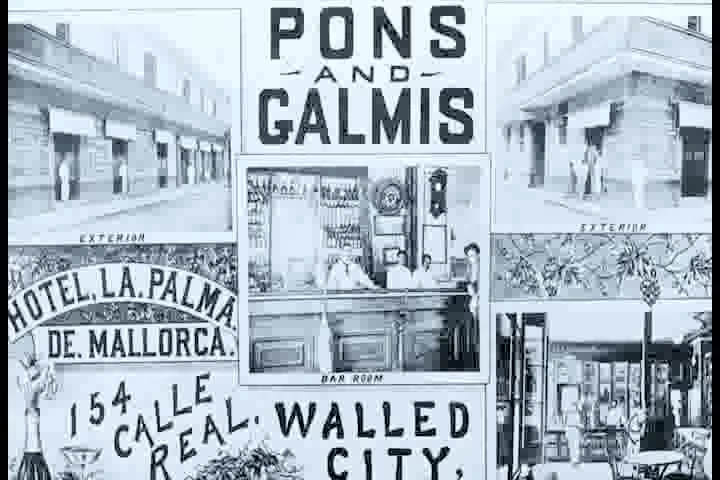 PONS
AND
GALMIS
EXTERIOR
EXTERIOR
HOTEL, LA, PALMA,
DE. MALLORCA.
BAR ROOM
154
CALLE
REAL.
WALLED
CITY,